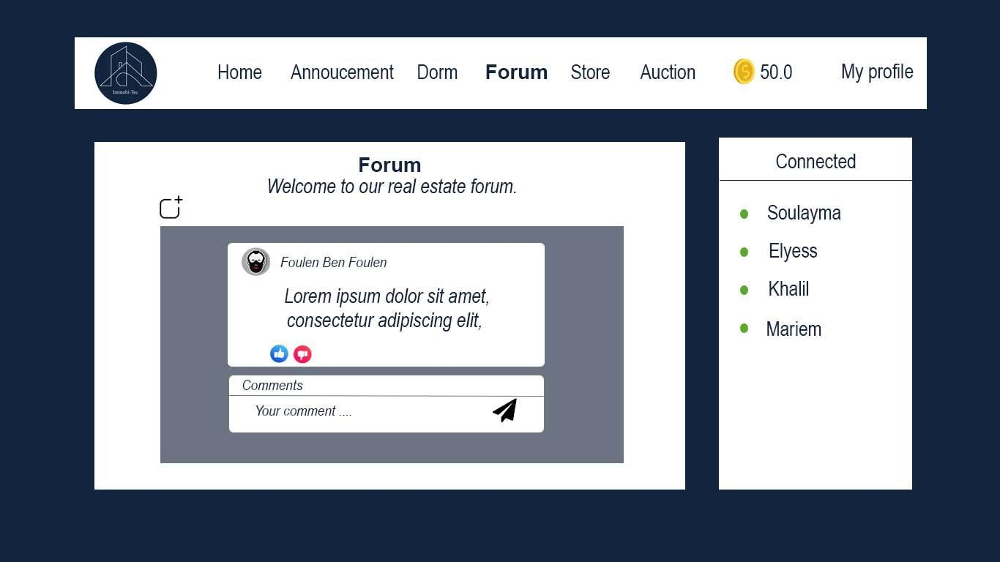 Immobi-Tec
Home Annoucement Dorm Forum Store Auction 50.0 My profile
Forum
Welcome to our real estate forum.
Foulen Ben Foulen
Lorem ipsum dolor sit amet,
consectetur adipiscing elit,
Comments
Your comment ....
Connected
Soulayma
Elyess
Khalil
Mariem